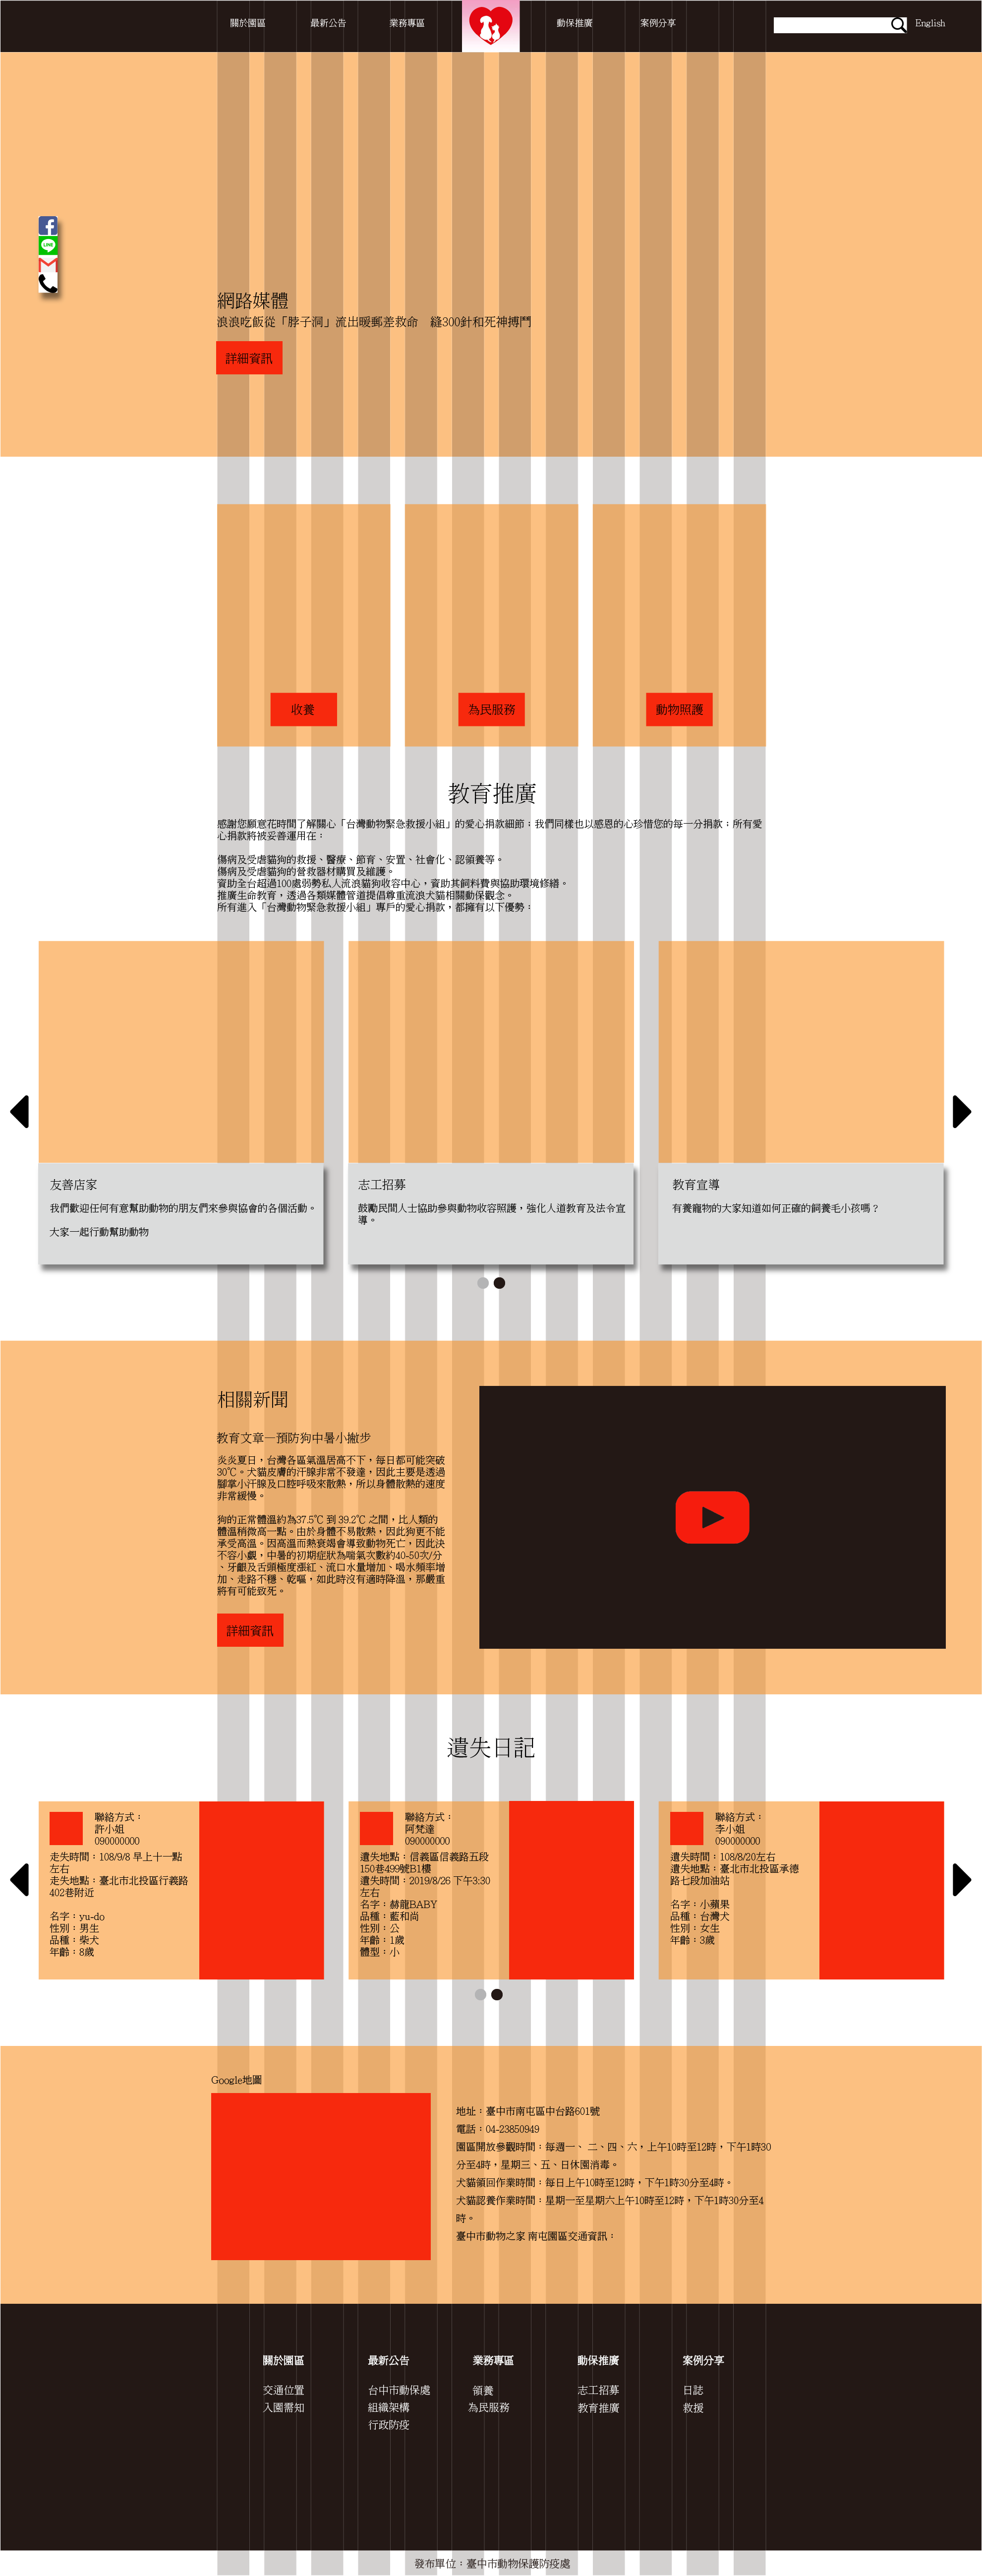 關於園區 最新公告 業務專區 動保推廣 案例分享 English
LINE
網路媒體
浪浪吃飯從「脖子洞」流出暖郵差救命 縫300針和死神搏鬥
詳細資訊
收養 為民服務 動物照護
教育推廣
感謝您願意花時間了解關心「台灣動物緊急救援小組」的愛心捐款細節；我們同樣也以感恩的心珍惜您的每一分捐款；所有愛
心捐款將被妥善運用在：
傷病及受虐貓狗的救援、醫療、節育、安置、社會化、認領養等。
傷病及受虐貓狗的營救器材購買及維護。
資助全台超過100處弱勢私人流浪貓狗收容中心，資助其飼料費與協助環境修繕。
推廣生命教育，透過各類媒體管道提倡尊重流浪犬貓相關動保觀念。
所有進入「台灣動物緊急救援小組」專戶的愛心捐款，都擁有以下優勢：
友善店家
我們歡迎任何有意幫助動物的朋友們來參與協會的各個活動。
大家一起行動幫助動物
志工招募
鼓勵民間人士協助參與動物收容照護，強化人道教育及法令宣
導。
教育宣導
有養寵物的大家知道如何正確的飼養毛小孩嗎？
相關新聞
教育文章—預防狗中暑小撇步
炎炎夏日，台灣各區氣溫居高不下，每日都可能突破
30℃。犬貓皮膚的汗腺非常不發達，因此主要是透過
腳掌小汗腺及口腔呼吸來散熱，所以身體散熱的速度
非常緩慢。
狗的正常體溫約為37.5℃ 到 39.2℃ 之間，比人類的
體溫稍微高一點。由於身體不易散熱，因此狗更不能
承受高溫。因高溫而熱衰竭會導致動物死亡，因此決
不容小覷，中暑的初期症狀為喘氣次數約40-50次/分
、牙齦及舌頭極度漲紅、流口水量增加、喝水頻率增
加、走路不穩、乾嘔，如此時沒有適時降溫，那嚴重
將有可能致死。
詳細資訊
遺失日記
聯絡方式：
許小姐
090000000
走失時間：108/9/8 早上十一點
左右
走失地點：臺北市北投區行義路
402巷附近
名字：yu-do
性別：男生
品種：柴犬
年齡：8歲
聯絡方式：
阿梵達
090000000
遺失地點：信義區信義路五段
150巷499號B1樓
遺失時間：2019/8/26 下午3:30
左右
名字：赫龍BABY
品種：藍和尚
性別：公
年齡：1歲
體型：小
聯絡方式：
李小姐
090000000
遺失時間：108/8/20左右
遺失地點：臺北市北投區承德
路七段加油站
名字：小蘋果
品種：台灣犬
性別：女生
年齡：3歲
Google地圖
地址：臺中市南屯區中台路601號
電話：04-23850949
園區開放參觀時間：每週一、 二、四、六，上午10時至12時，下午1時30
分至4時，星期三、五、日休園消毒。
犬貓領回作業時間：每日上午10時至12時，下午1時30分至4時。
犬貓認養作業時間：星期一至星期六上午10時至12時，下午1時30分至4
時。
臺中市動物之家 南屯園區交通資訊：
關於園區 最新公告 業務專區 動保推廣 案例分享
交通位置 台中市動保處 領養 志工招募 日誌
入園需知 組織架構 為民服務 教育推廣 救援
行政防疫
發布單位：臺中市動物保護防疫處